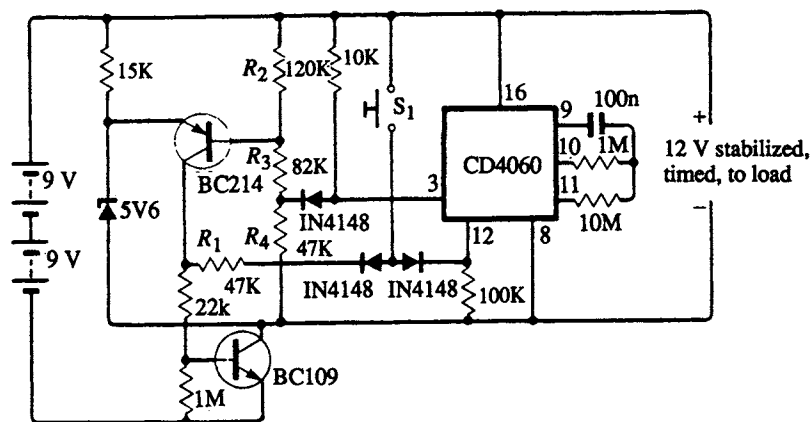 15K
R2
120K
10K
S1
16
9
100n
+
9 V
R3
82K
CD4060
10
1M
12 V stabilized,
timed, to load
BC214
3
11
10M
–
5V6
IN4148
9 V
R1
R4
47K
12
8
47K
IN4148
IN4148
100K
22k
BC109
1M